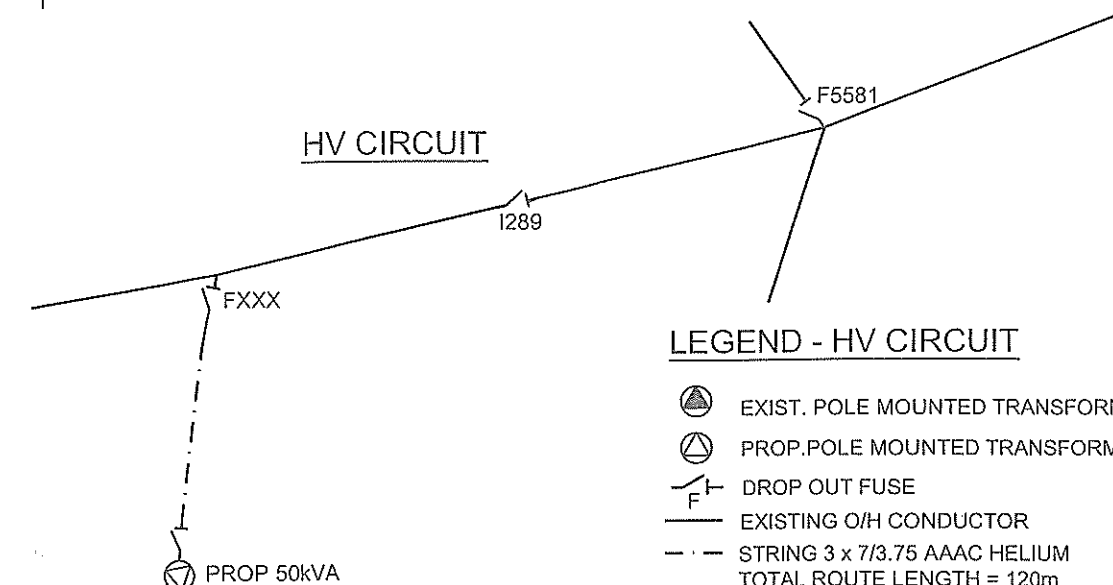 F5581
HV CIRCUIT
I289
FXXX
LEGEND - HV CIRCUIT
EXIST. POLE MOUNTED TRANSFORM
PROP.POLE MOUNTED TRANSFORM
F
DROP OUT FUSE
EXISTING O/H CONDUCTOR
STRING 3 x 7/3.75 AAAC HELIUM
PROP 50kVA
TOTAL ROUTE LENGTH = 120m